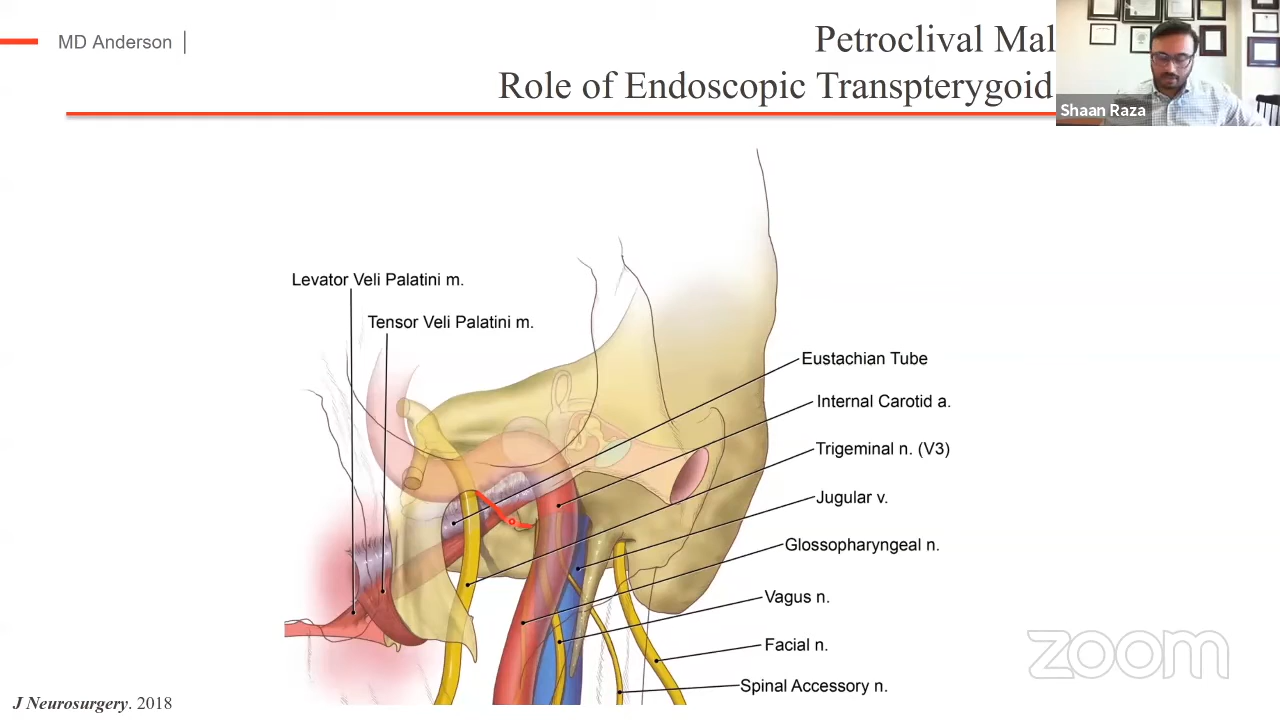 MD Anderson
Petroclival Mal
Role of Endoscopic Transpterygoid
Shaan Raza
Levator Veli Palatini m.
Tensor Veli Palatini m.
Eustachian Tube
Internal Carotid a.
Trigeminal n. (V3)
Jugular v.
Glossopharyngeal n.
Vagus n.
Facial n.
Spinal Accessory n.
zoom
J Neurosurgery. 2018